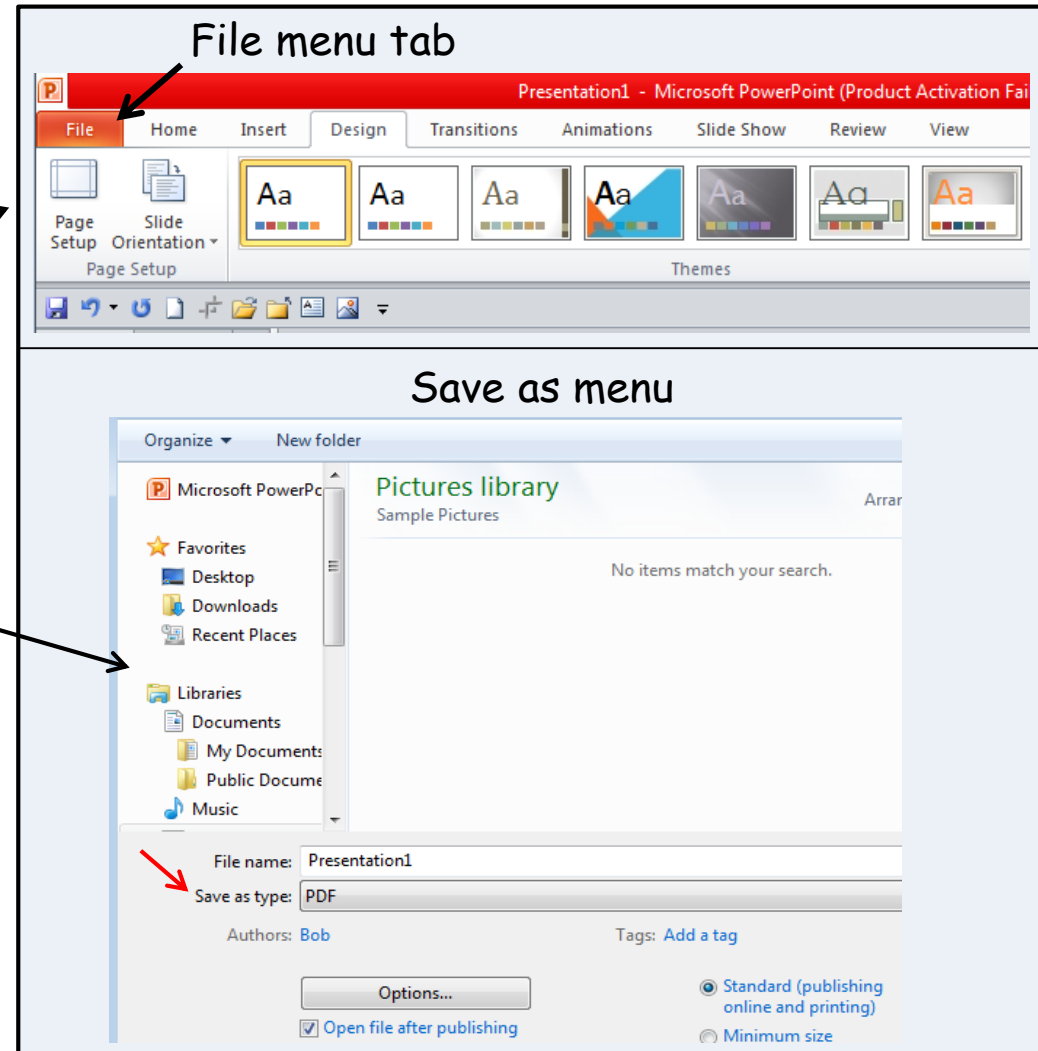 File menu tab
Presentation1 - Microsoft PowerPoint (Product Activation Fai
File Home Insert Design Transitions Animations Slide Show Review View
Aa Aa Aa Aa Aa Aa Aa
Page Setup
Slide Orientation
Page Setup
Themes
Save as menu
Organize New folder
Microsoft PowerPc
Favorites
Desktop
Downloads
Recent Places
Libraries
Documents
My Documents
Public Docume
Music
Pictures library
Sample Pictures
Arrar
No items match your search.
File name: Presentation1
Save as type: PDF
Authors: Bob
Tags: Add a tag
Options...
Open file after publishing
Standard (publishing
online and printing)
Minimum size